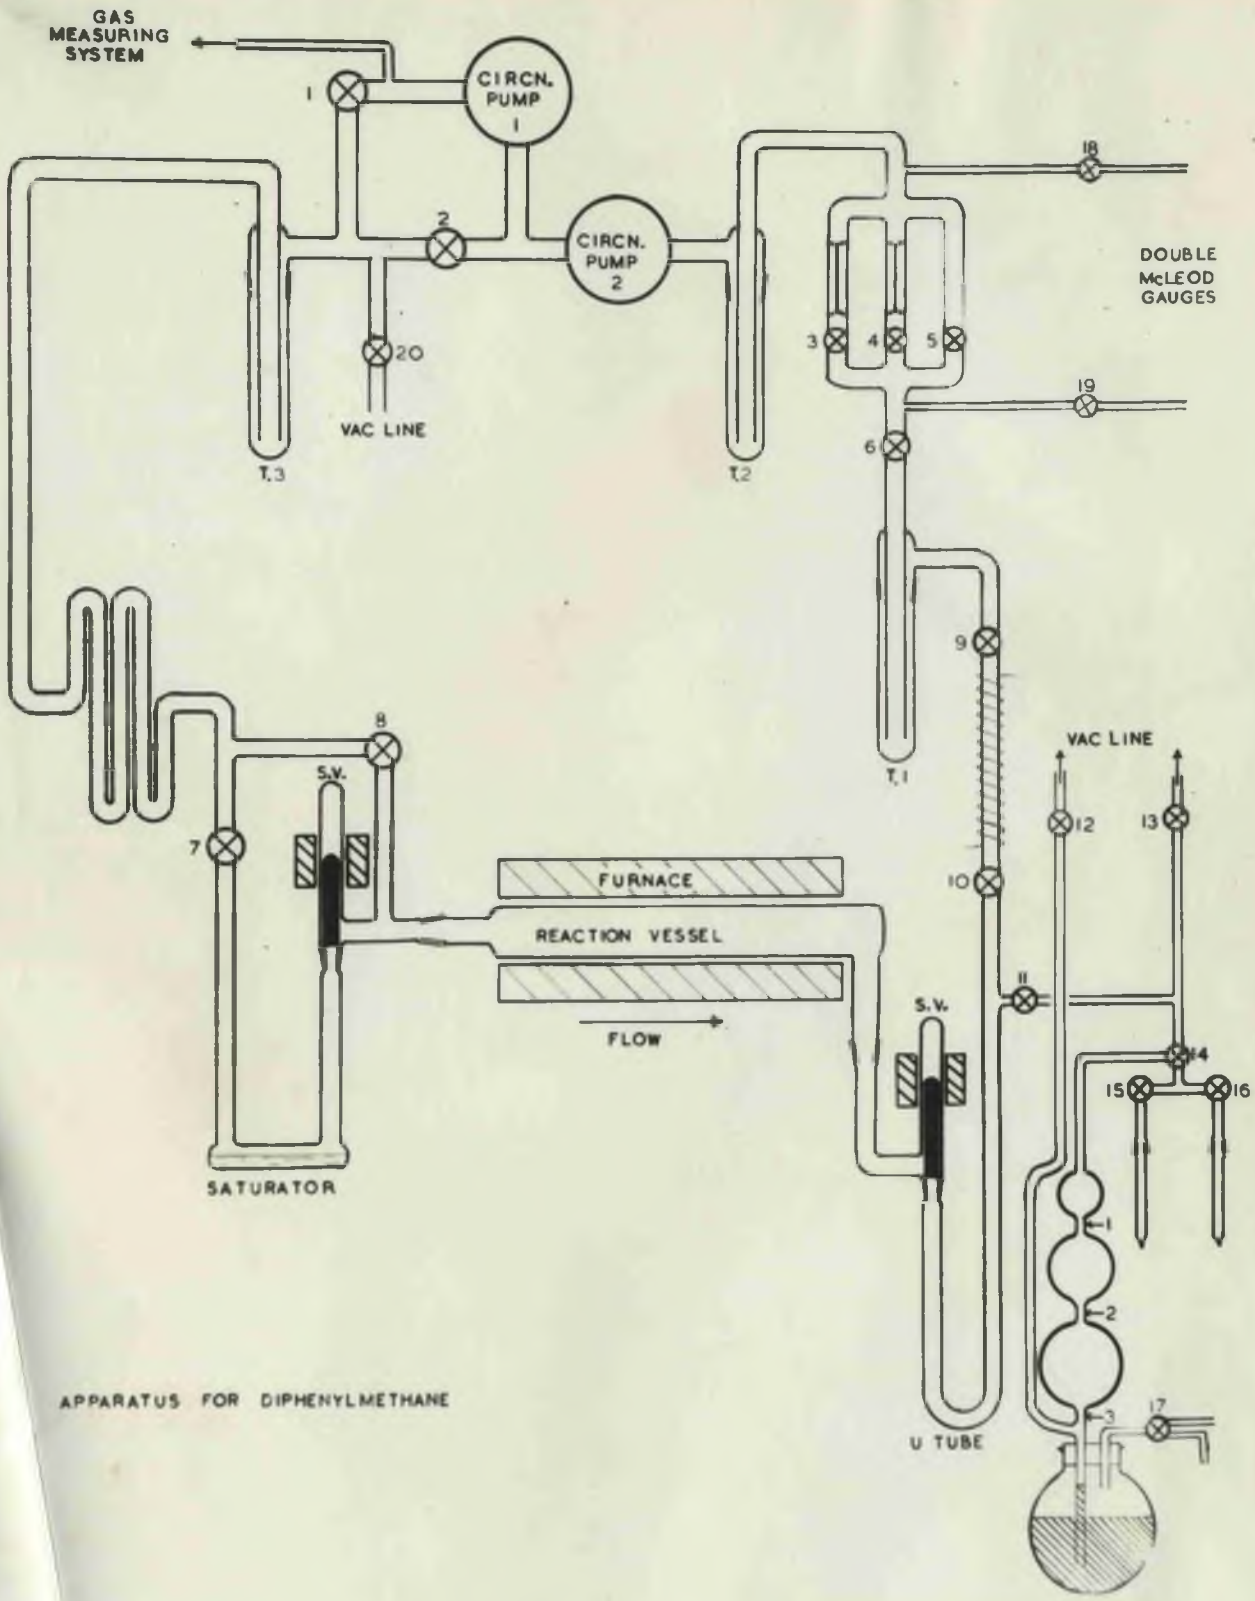 GAS
MEASURING
SYSTEM
1
CIRCN.
PUMP
1
2
CIRCN.
PUMP
2
18
DOUBLE
McLEOD
GAUGES
3
4
5
20
19
VAC LINE
6
T.3
T.2
9
8
S.V.
VAC LINE
T.1
7
12
13
FURNACE
10
REACTION VESSEL
11
S.V.
FLOW
14
15
16
SATURATOR
1
2
APPARATUS FOR DIPHENYLMETHANE
3
17
U TUBE